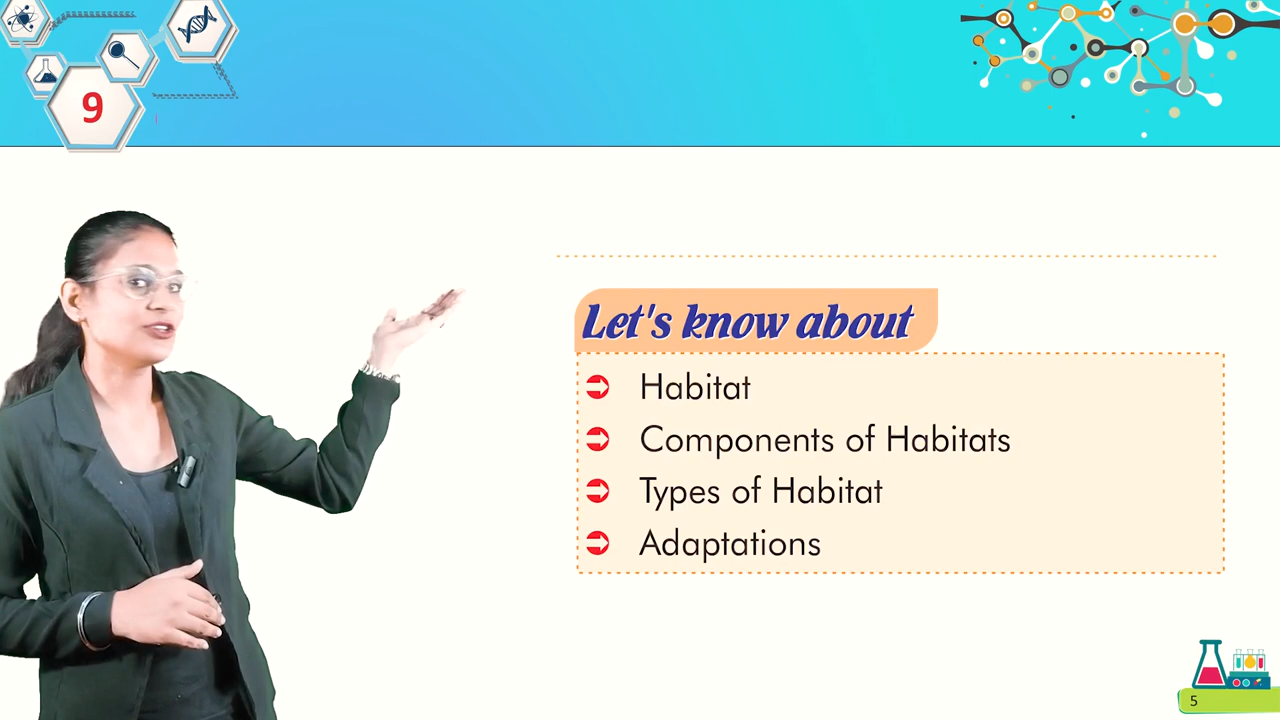 9
Let's know about
Habitat
Components of Habitats
Types of Habitat
Adaptations
5